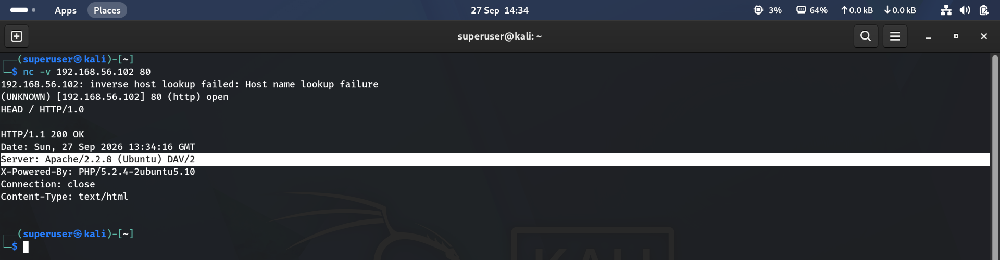 Apps Places 27 Sep 14:34 3% 64% ↑0.0 kB ↓0.0 kB
superuser@kali: ~
┌──(superuser㉿kali)-[~]
└─$ nc -v 192.168.56.102 80
192.168.56.102: inverse host lookup failed: Host name lookup failure
(UNKNOWN) [192.168.56.102] 80 (http) open
HEAD / HTTP/1.0
HTTP/1.1 200 OK
Date: Sun, 27 Sep 2026 13:34:16 GMT
Server: Apache/2.2.8 (Ubuntu) DAV/2
X-Powered-By: PHP/5.2.4-2ubuntu5.10
Connection: close
Content-Type: text/html
┌──(superuser㉿kali)-[~]
└─$
KALI